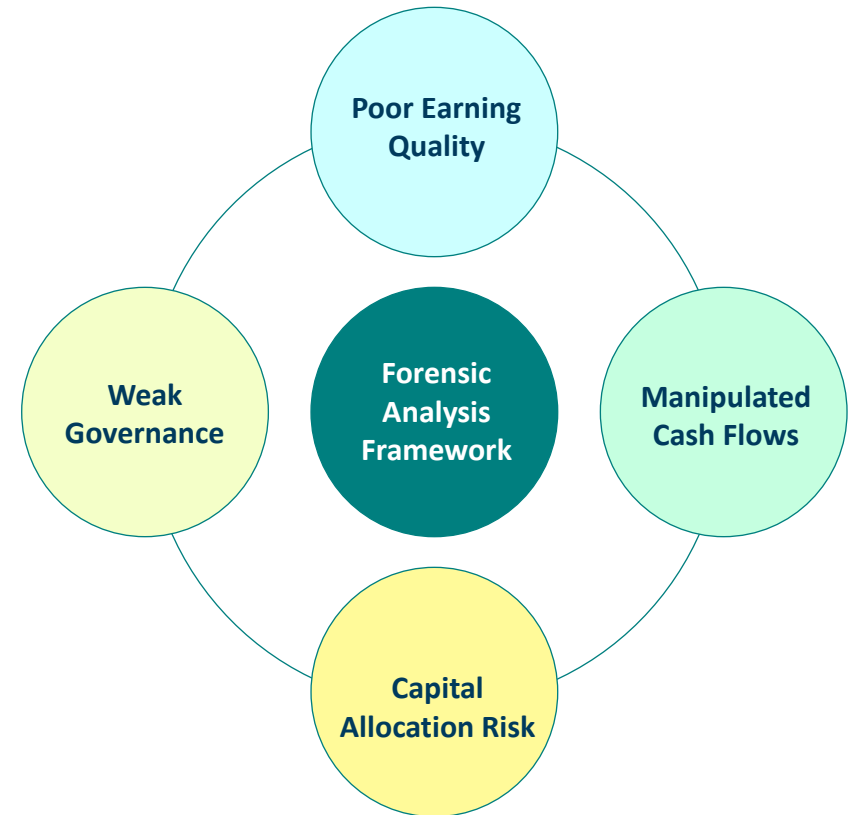 Poor Earning
Quality
Weak
Governance
Forensic
Analysis
Framework
Manipulated
Cash Flows
Capital
Allocation Risk